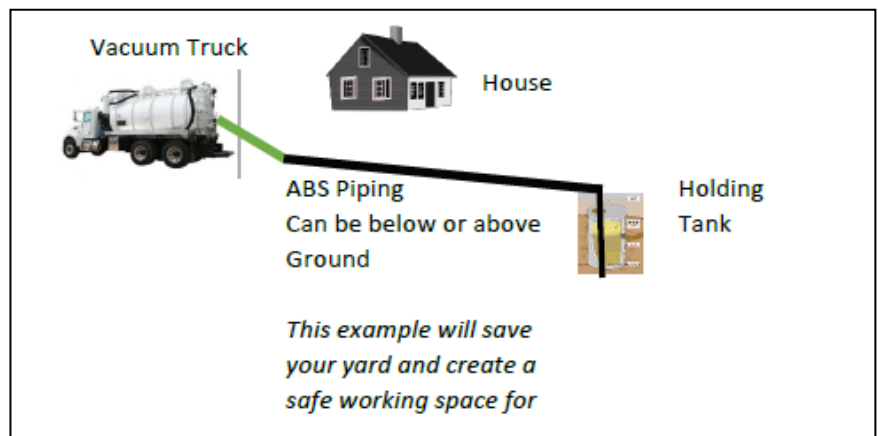 Vacuum Truck
House
ABS Piping
Can be below or above
Ground
Holding
Tank
This example will save
your yard and create a
safe working space for